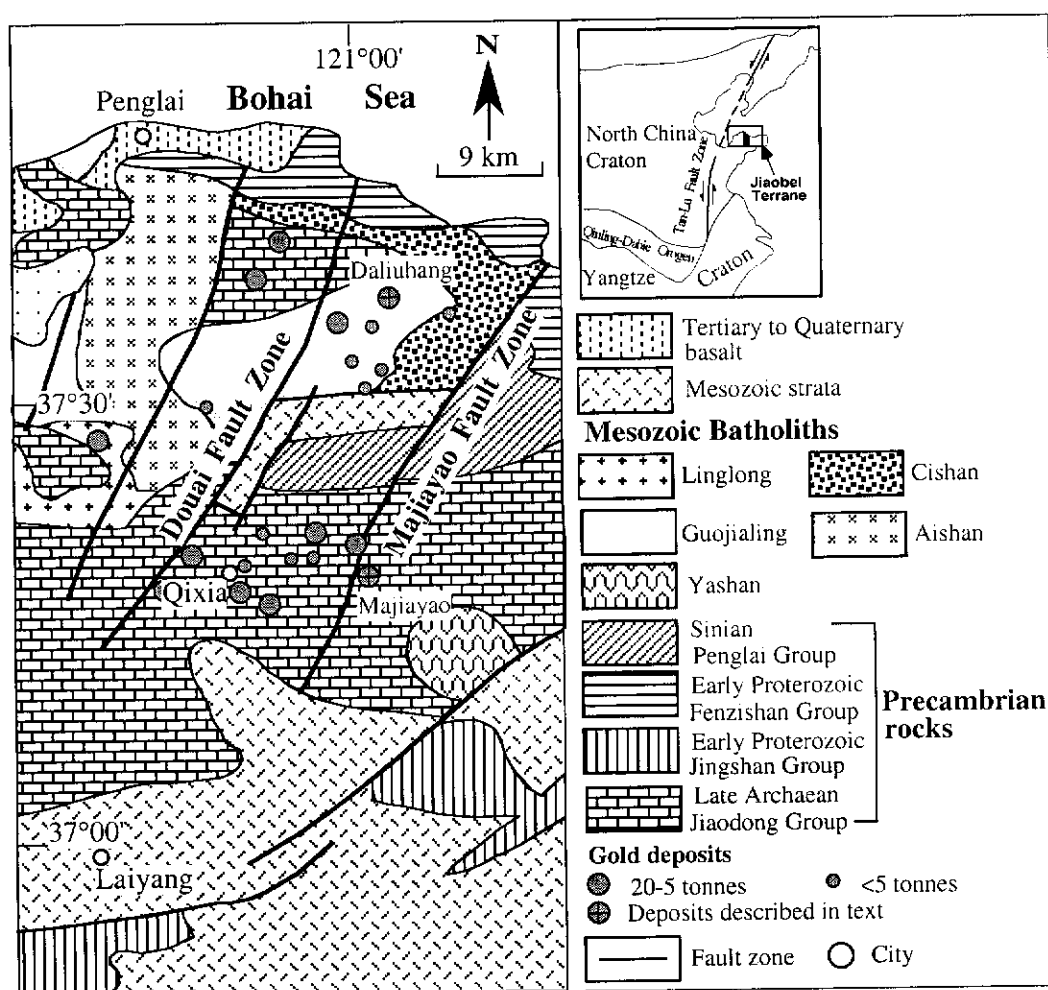 121°00'
N
Penglai
Bohai Sea
9 km
Daliuhang
37°30'
Douai Fault Zone
Majiayao Fault Zone
Qixia
Majiayao
37°00'
Laiyang
North China
Craton
Tan-Lu Fault Zone
Jiaobei
Terrane
Qinling-Dabie Orogen
Yangtze Craton
Tertiary to Quaternary
basalt
Mesozoic strata
Mesozoic Batholiths
Linglong
Cishan
Guojialing
Aishan
Yashan
Sinian
Penglai Group
Early Proterozoic
Fenzishan Group
Early Proterozoic
Jingshan Group
Late Archaean
Jiaodong Group
Precambrian
rocks
Gold deposits
20-5 tonnes
<5 tonnes
Deposits described in text
Fault zone
City